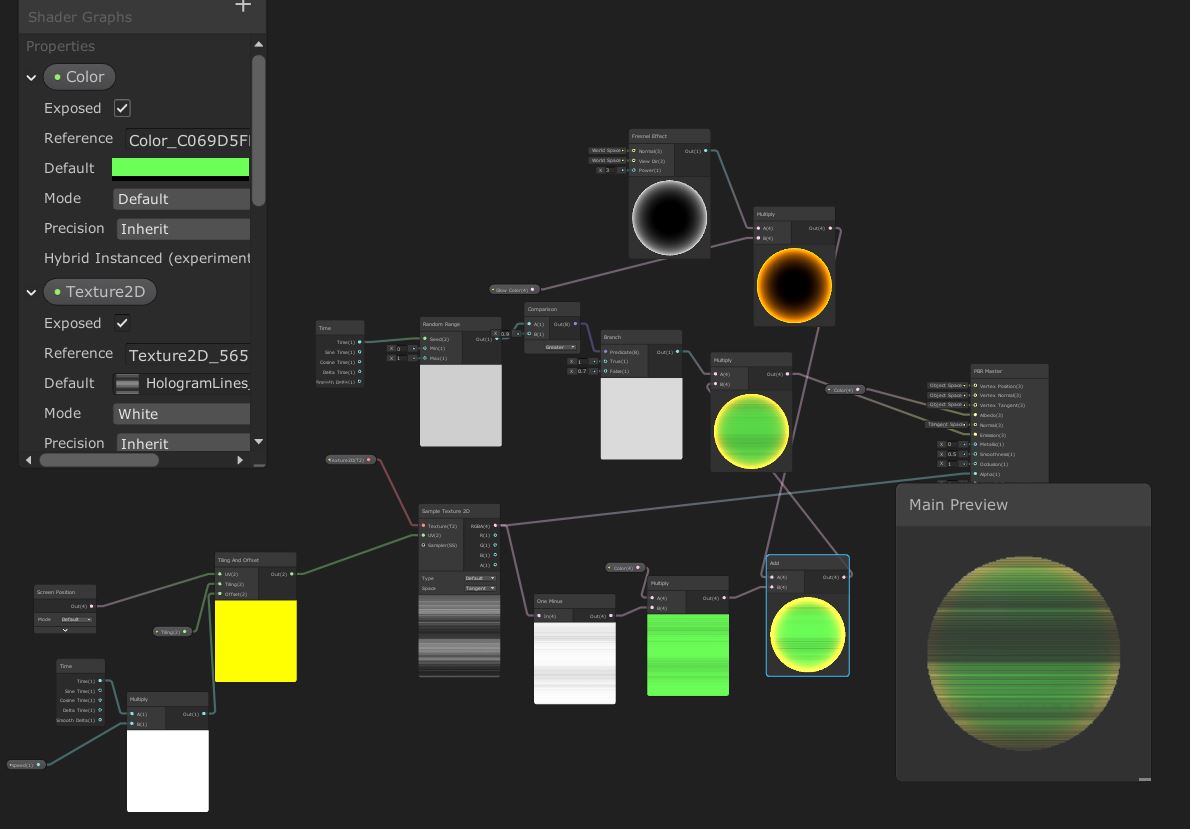 Shader Graphs
Properties
Color
Exposed
Reference
Color_C069D5F
Default
Mode
Default
Precision
Inherit
Hybrid Instanced (experiment
Texture2D
Exposed
Reference
Texture2D_565
Default
HologramLines_
Mode
White
Precision
Inherit
Fresnel Effect
World Space
Normal(3)
Out(1)
World Space
View Dir(3)
X 3
Power(1)
Multiply
A(4)
Out(4)
B(4)
Glow Color(4)
Time
Time(1)
Sine Time(1)
Cosine Time(1)
Delta Time(1)
Smooth Delta(1)
Random Range
Seed(2)
Out(1)
X 0
Min(1)
X 1
Max(1)
Comparison
A(1)
Out(B)
X 0.9
B(1)
Greater
Branch
Predicate(B)
Out(1)
X 1
True(1)
X 0.7
False(1)
Multiply
A(4)
Out(4)
B(4)
Color(4)
PBR Master
Object Space
Vertex Position(3)
Object Space
Vertex Normal(3)
Object Space
Vertex Tangent(3)
Albedo(3)
Tangent Space
Normal(3)
Emission(3)
X 0
Metallic(1)
X 0.5
Smoothness(1)
X 1
Occlusion(1)
Alpha(1)
Texture2D(T2)
Sample Texture 2D
Texture(T2)
RGBA(4)
UV(2)
R(1)
Sampler(SS)
G(1)
B(1)
A(1)
Type
Default
Space
Tangent
Main Preview
Tiling And Offset
UV(2)
Out(2)
Tiling(2)
Offset(2)
Screen Position
Out(4)
Mode
Default
Tiling(2)
Time
Time(1)
Sine Time(1)
Cosine Time(1)
Delta Time(1)
Smooth Delta(1)
Multiply
A(1)
Out(1)
B(1)
Speed(1)
One Minus
In(4)
Out(4)
Color(4)
Multiply
A(4)
Out(4)
B(4)
Add
A(4)
Out(4)
B(4)